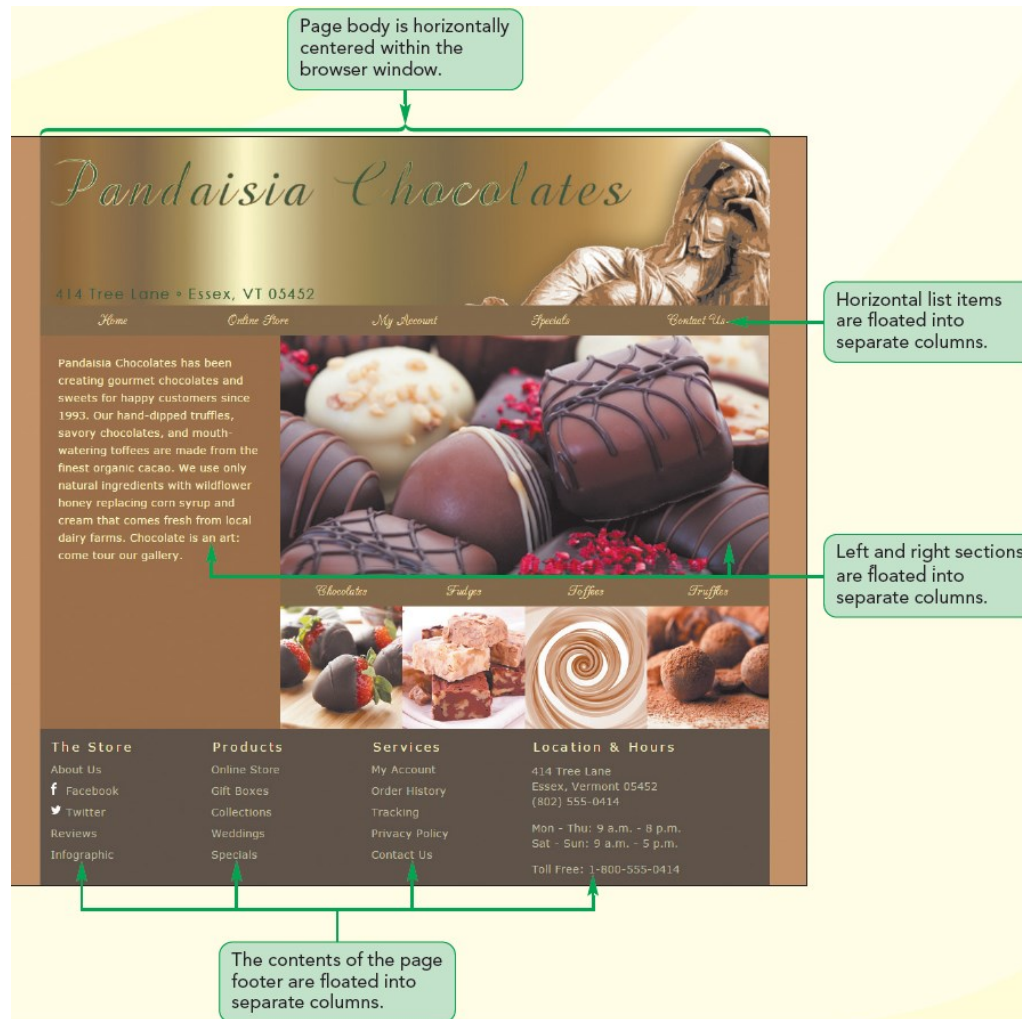 Page body is horizontally
centered within the
browser window.
Pandaisia Chocolates
414 Tree Lane • Essex, VT 05452
Home Online Store My Account Specials Contact Us
Horizontal list items
are floated into
separate columns.
Pandaisia Chocolates has been
creating gourmet chocolates and
sweets for happy customers since
1993. Our hand-dipped truffles,
savory chocolates, and mouth-
watering toffees are made from the
finest organic cacao. We use only
natural ingredients with wildflower
honey replacing corn syrup and
cream that comes fresh from local
dairy farms. Chocolate is an art:
come tour our gallery.
Left and right sections
are floated into
separate columns.
Chocolates Fudges Toffees Truffles
The Store
About Us
Facebook
Twitter
Reviews
Infographic
Products
Online Store
Gift Boxes
Collections
Weddings
Specials
Services
My Account
Order History
Tracking
Privacy Policy
Contact Us
Location & Hours
414 Tree Lane
Essex, Vermont 05452
(802) 555-0414
Mon - Thu: 9 a.m. - 8 p.m.
Sat - Sun: 9 a.m. - 5 p.m.
Toll Free: 1-800-555-0414
The contents of the page
footer are floated into
separate columns.